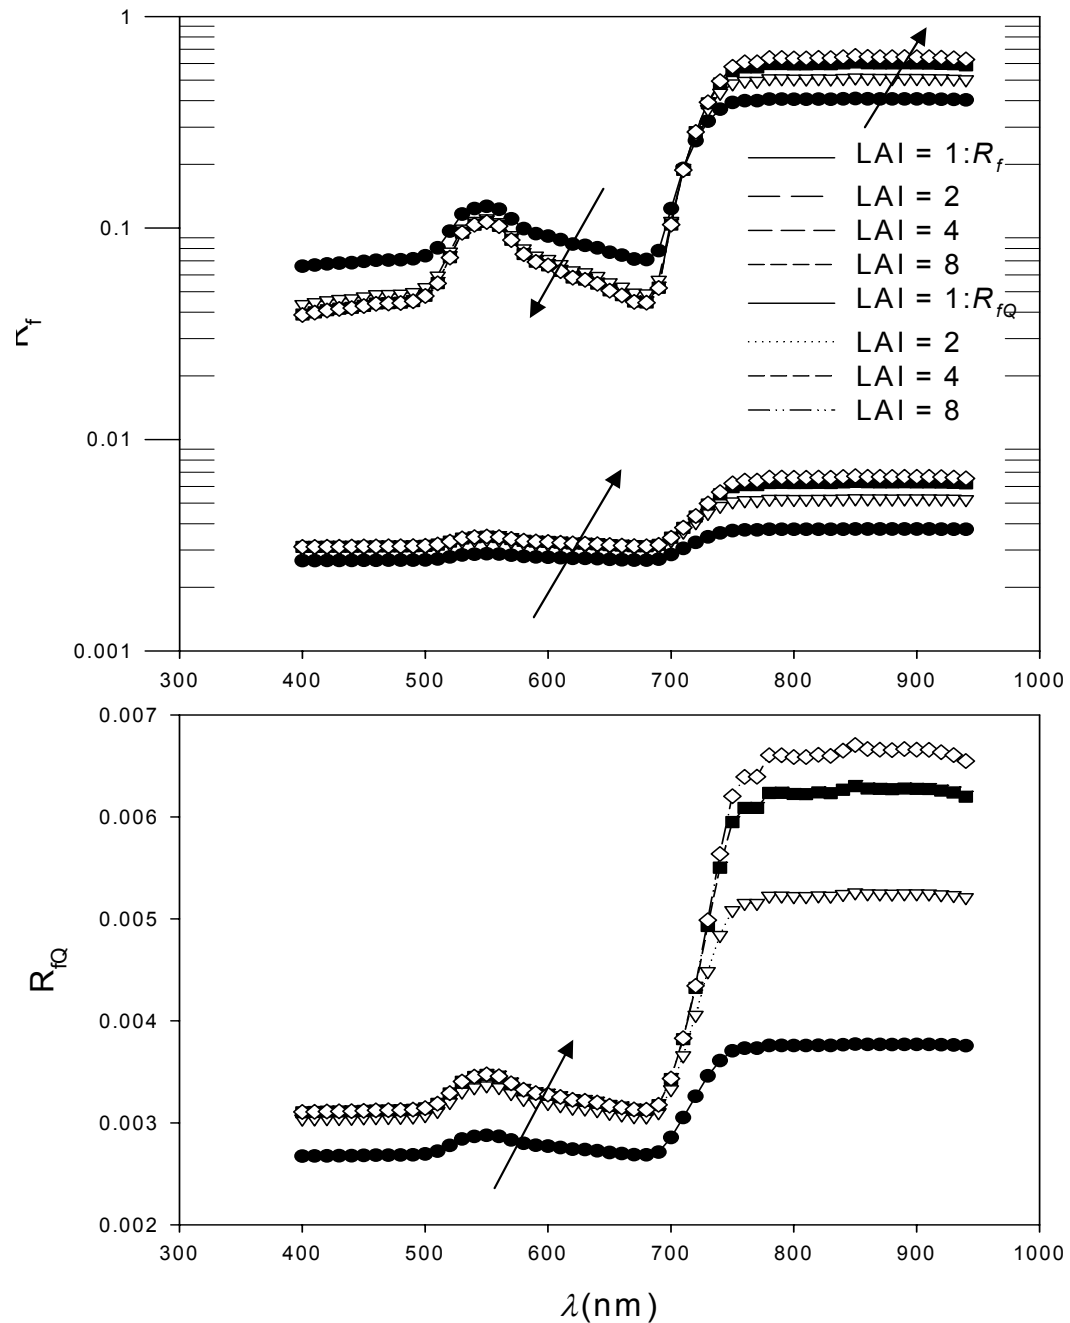 1
0.1
0.01
0.001
R_f
LAI = 1:R_f
LAI = 2
LAI = 4
LAI = 8
LAI = 1:R_fQ
LAI = 2
LAI = 4
LAI = 8
300 400 500 600 700 800 900 1000
0.007
0.006
0.005
0.004
0.003
0.002
R_fQ
300 400 500 600 700 800 900 1000
λ(nm)